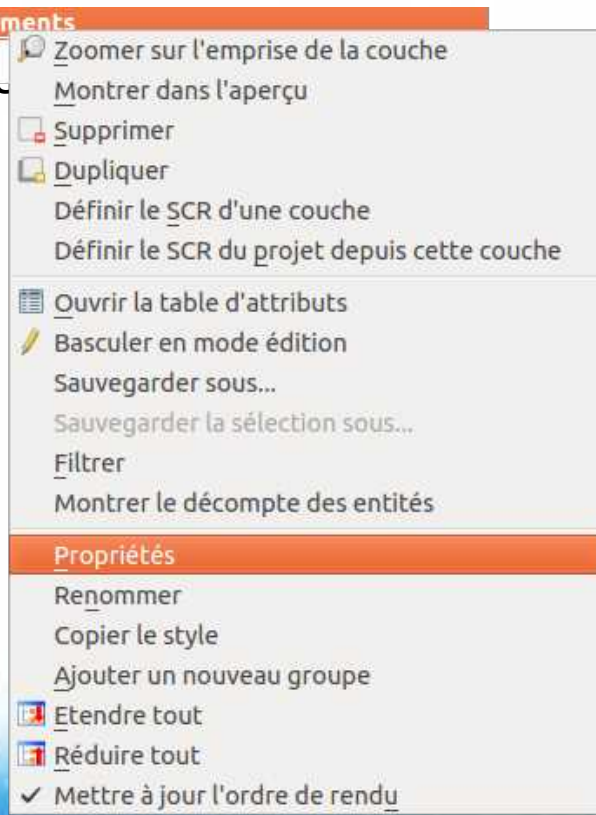 ments
Zoomer sur l'emprise de la couche
Montrer dans l'aperçu
Supprimer
Dupliquer
Définir le SCR d'une couche
Définir le SCR du projet depuis cette couche
Ouvrir la table d'attributs
Basculer en mode édition
Sauvegarder sous...
Sauvegarder la sélection sous...
Filtrer
Montrer le décompte des entités
Propriétés
Renommer
Copier le style
Ajouter un nouveau groupe
Etendre tout
Réduire tout
Mettre à jour l'ordre de rendu